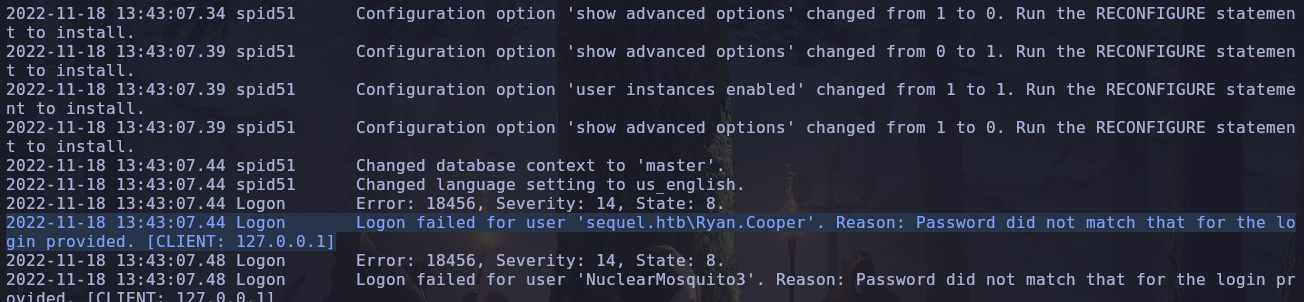 2022-11-18 13:43:07.34 spid51      Configuration option 'show advanced options' changed from 1 to 0. Run the RECONFIGURE statemen
t to install.
2022-11-18 13:43:07.39 spid51      Configuration option 'show advanced options' changed from 0 to 1. Run the RECONFIGURE statemen
t to install.
2022-11-18 13:43:07.39 spid51      Configuration option 'user instances enabled' changed from 1 to 1. Run the RECONFIGURE stateme
nt to install.
2022-11-18 13:43:07.39 spid51      Configuration option 'show advanced options' changed from 1 to 0. Run the RECONFIGURE statemen
t to install.
2022-11-18 13:43:07.44 spid51      Changed database context to 'master'.
2022-11-18 13:43:07.44 spid51      Changed language setting to us_english.
2022-11-18 13:43:07.44 Logon       Error: 18456, Severity: 14, State: 8.
2022-11-18 13:43:07.44 Logon       Logon failed for user 'sequel.htb\Ryan.Cooper'. Reason: Password did not match that for the lo
gin provided. [CLIENT: 127.0.0.1]
2022-11-18 13:43:07.48 Logon       Error: 18456, Severity: 14, State: 8.
2022-11-18 13:43:07.48 Logon       Logon failed for user 'NuclearMosquito3'. Reason: Password did not match that for the login pr
ovided. [CLIENT: 127.0.0.1]